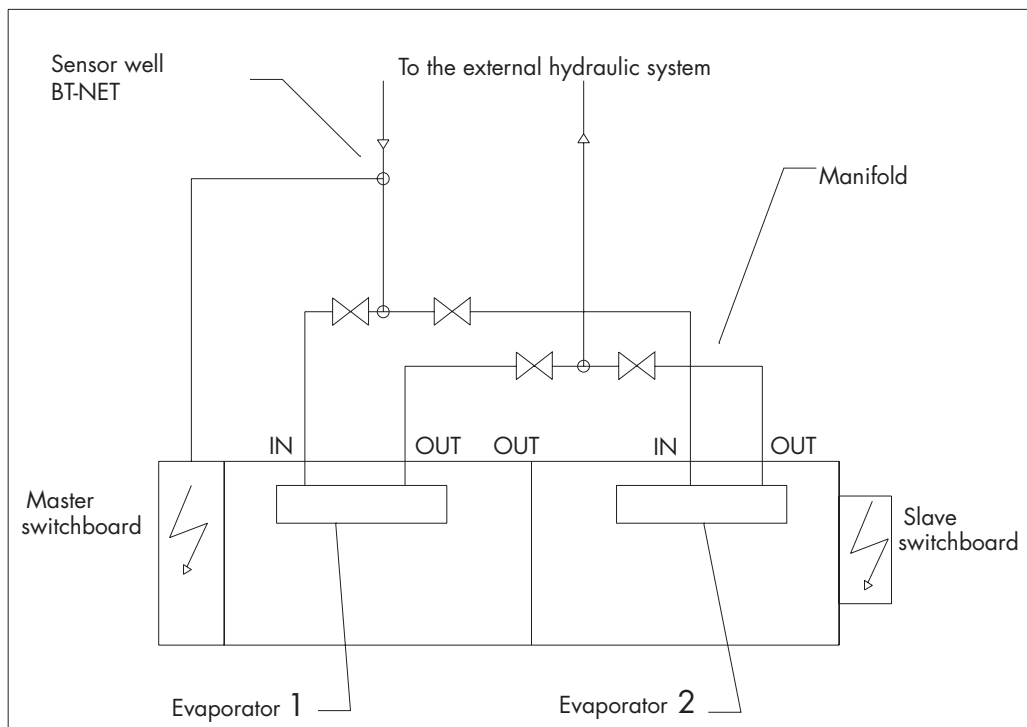 Sensor well
BT-NET
To the external hydraulic system
Manifold
IN
OUT
OUT
IN
OUT
Master
switchboard
Slave
switchboard
Evaporator 1
Evaporator 2